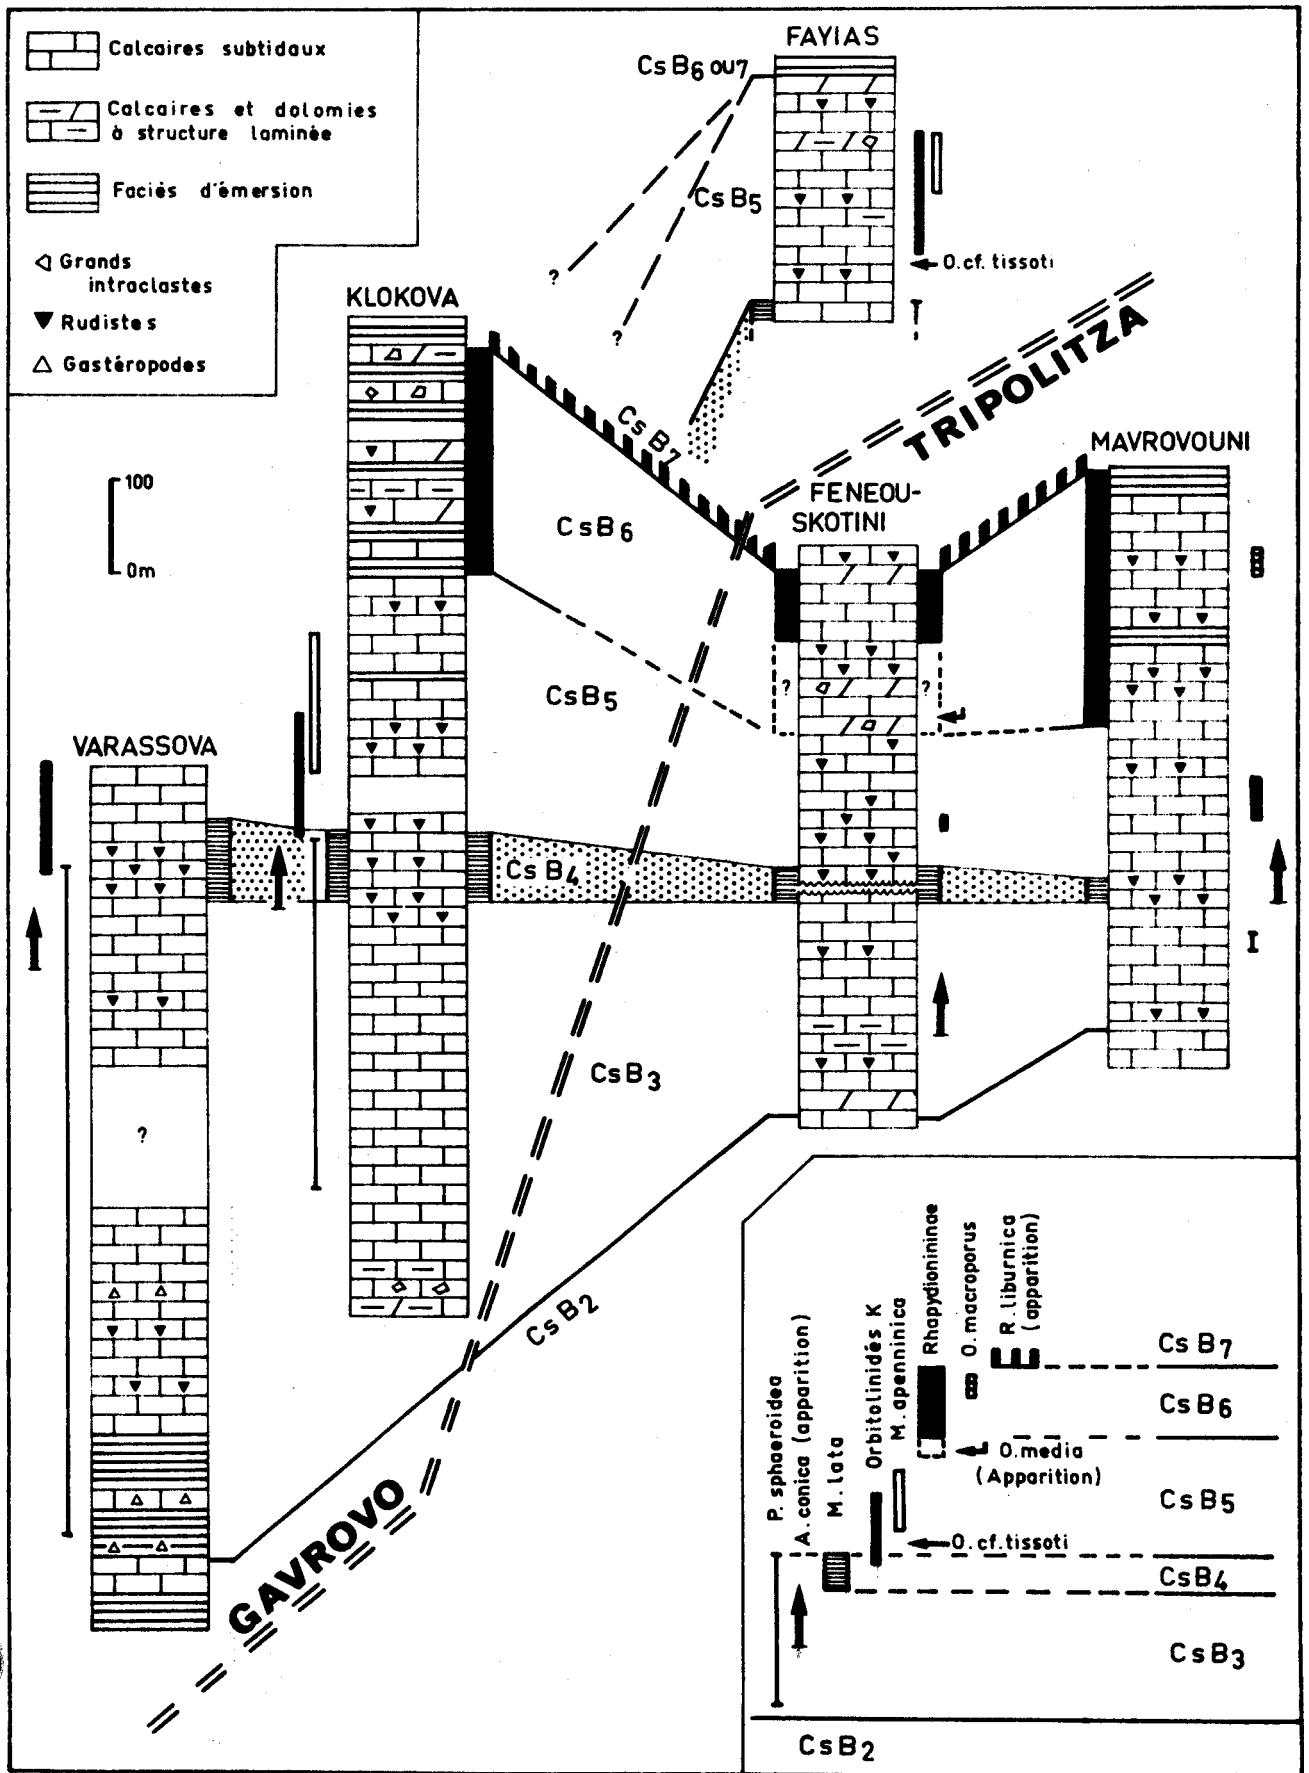 Calcaires subtidaux
Calcaires et dolomies
à structure laminée
Faciès d'émersion
Grands
intraclastes
Rudistes
Gastéropodes
FAYIAS
CsB6 ou 7
CsB5
O.cf. tissoti
?
?
KLOKOVA
CsB7
TRIPOLITZA
MAVROVOUNI
100
0m
FENEOU-
SKOTINI
CsB6
CsB5
?
?
VARASSOVA
CsB4
CsB3
?
CsB2
GAVROVO
P. sphaeroidea
A. conica (apparition)
M. lata
Orbitolinidés K
M. apenninica
Rhapydionininae
O. macroporus
R. liburnica
(apparition)
O. media
(Apparition)
O. cf. tissoti
CsB7
CsB6
CsB5
CsB4
CsB3
CsB2